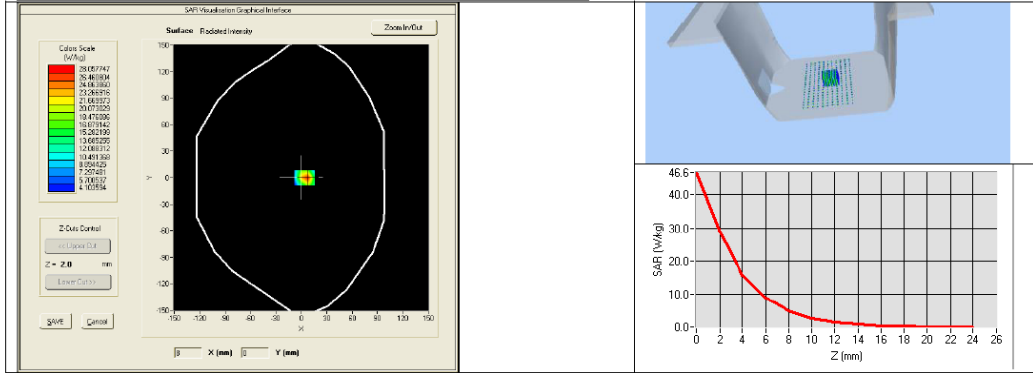 SAR Visualisation Graphical Interface
Surface Radiated Intensity
Zoom In/Out
Colors Scale
(W/kg)
28.057747
26.460804
24.863860
23.266916
21.669973
20.073029
18.476086
16.879142
15.282198
13.685255
12.088312
10.491368
8.894425
7.297481
5.700537
4.103594
150
120
90
60
30
0
-30
-60
-90
-120
-150
Y
-150 -120 -90 -60 -30 0 30 60 90 120 150
X
Z-Cuts Control
<< Upper Cut
Z = 2.0 mm
Lower Cut >>
SAVE Cancel
8 X (mm) 0 Y (mm)
46.6
40.0
30.0
20.0
10.0
0.0
SAR (W/kg)
0 2 4 6 8 10 12 14 16 18 20 22 24 26
Z (mm)